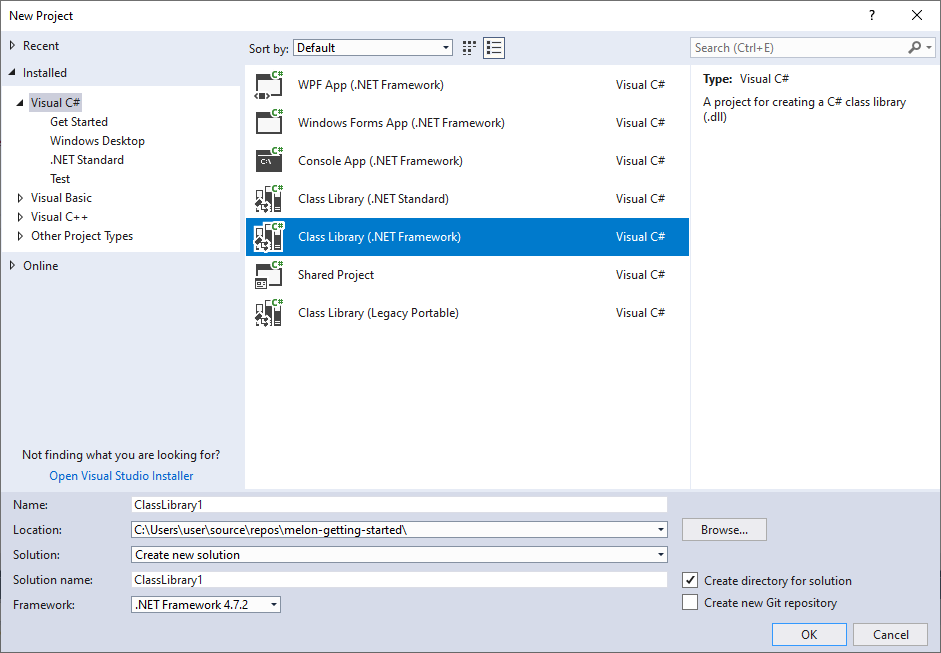 New Project
?
Recent
Installed
Visual C#
Get Started
Windows Desktop
.NET Standard
Test
Visual Basic
Visual C++
Other Project Types
Online
Not finding what you are looking for?
Open Visual Studio Installer
Sort by: Default
Search (Ctrl+E)
C# WPF App (.NET Framework) Visual C#
C# Windows Forms App (.NET Framework) Visual C#
C# C:\ Console App (.NET Framework) Visual C#
C# Class Library (.NET Standard) Visual C#
C# Class Library (.NET Framework) Visual C#
C# Shared Project Visual C#
C# Class Library (Legacy Portable) Visual C#
Type: Visual C#
A project for creating a C# class library
(.dll)
Name: ClassLibrary1
Location: C:\Users\user\source\repos\melon-getting-started\ Browse...
Solution: Create new solution
Solution name: ClassLibrary1 Create directory for solution
Framework: .NET Framework 4.7.2 Create new Git repository
OK Cancel